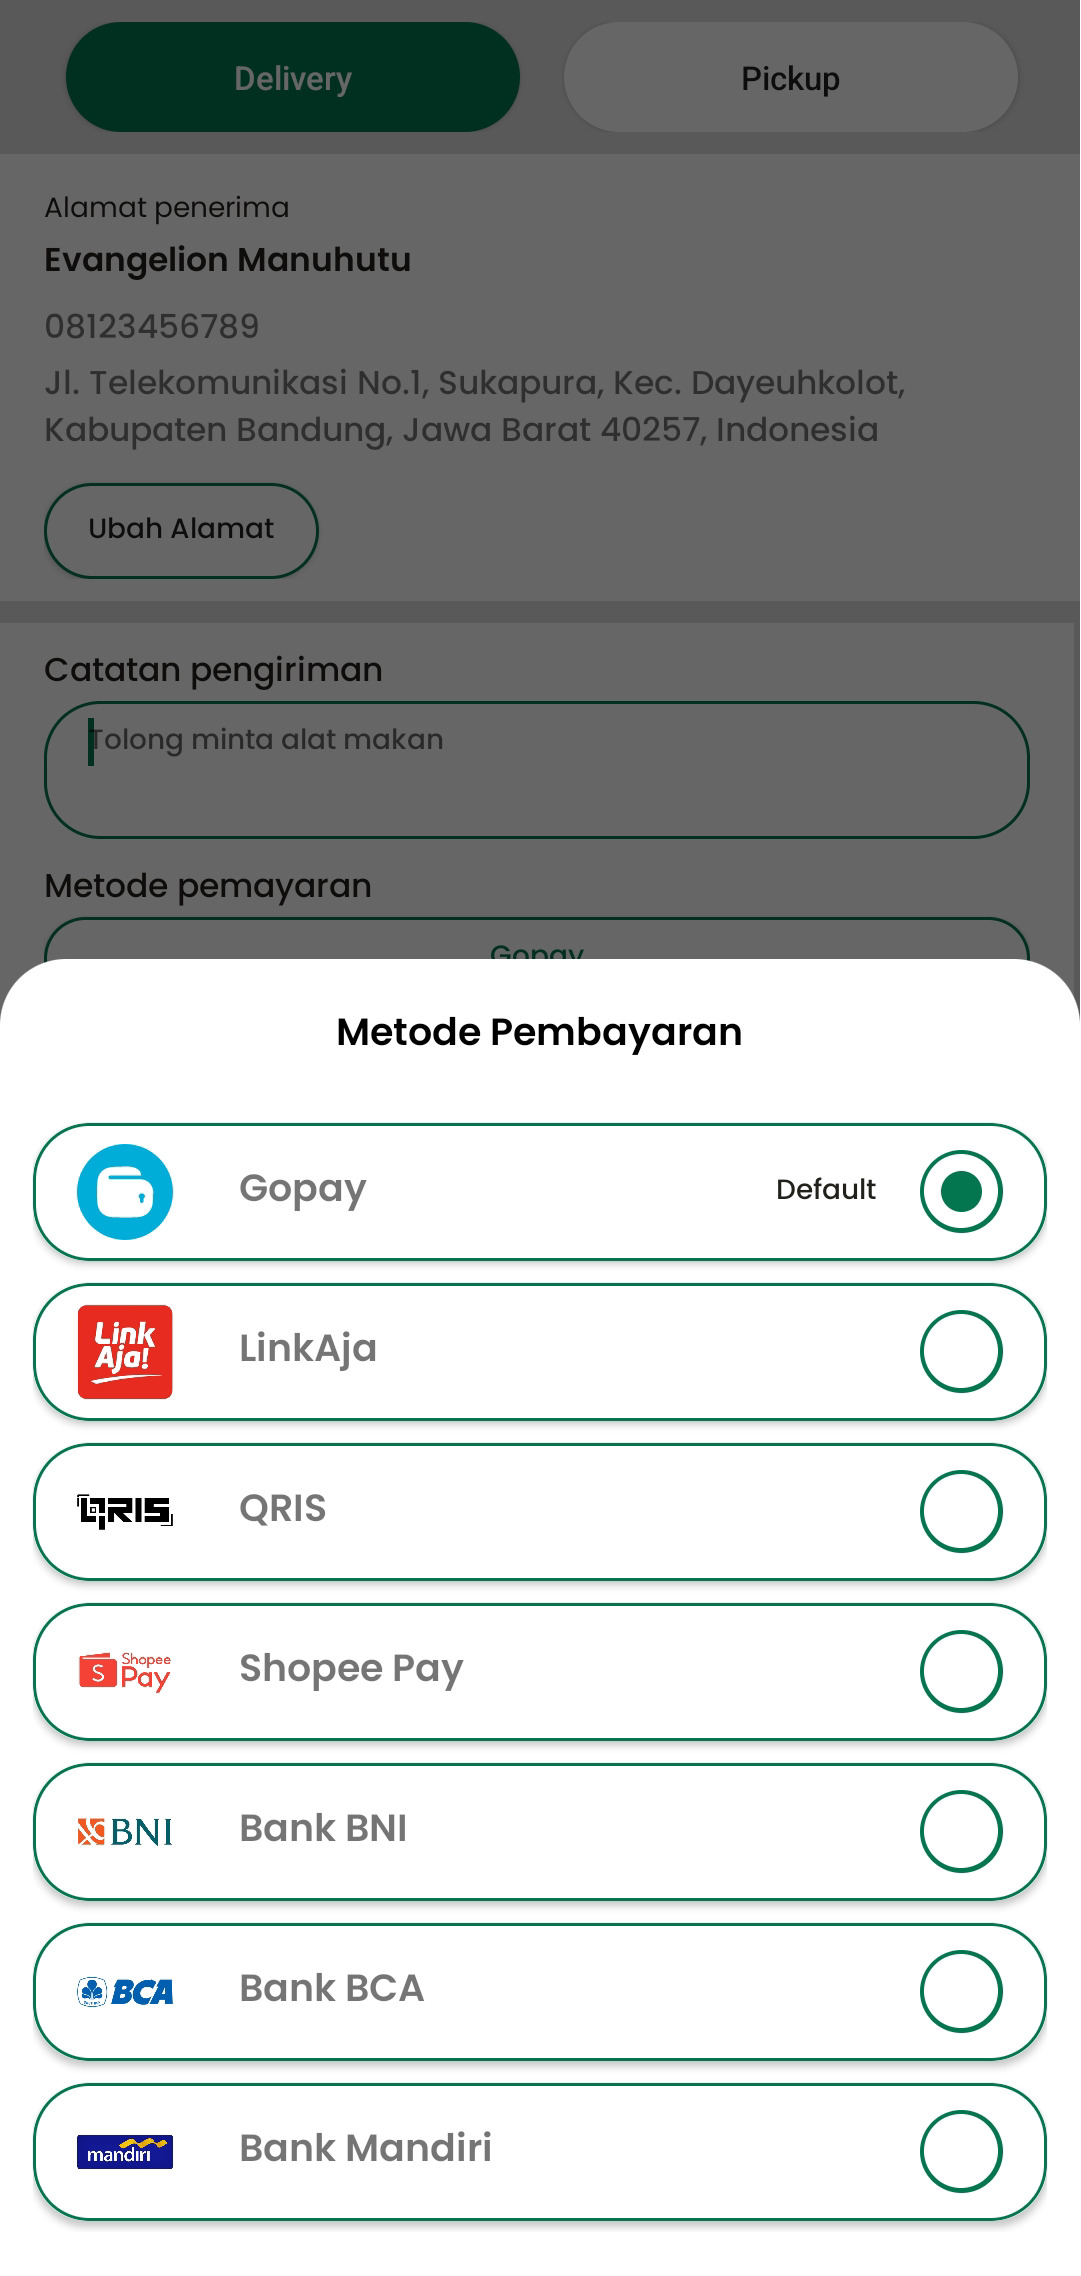 Delivery
Pickup
Alamat penerima
Evangelion Manuhutu
08123456789
Jl. Telekomunikasi No.1, Sukapura, Kec. Dayeuhkolot,
Kabupaten Bandung, Jawa Barat 40257, Indonesia
Ubah Alamat
Catatan pengiriman
Tolong minta alat makan
Metode pemayaran
Gopay
Metode Pembayaran
Gopay
Default
Link
Aja!
LinkAja
QRIS
QRIS
S
Shopee
Pay
Shopee Pay
BNI
Bank BNI
BCA
Bank BCA
mandiri
Bank Mandiri